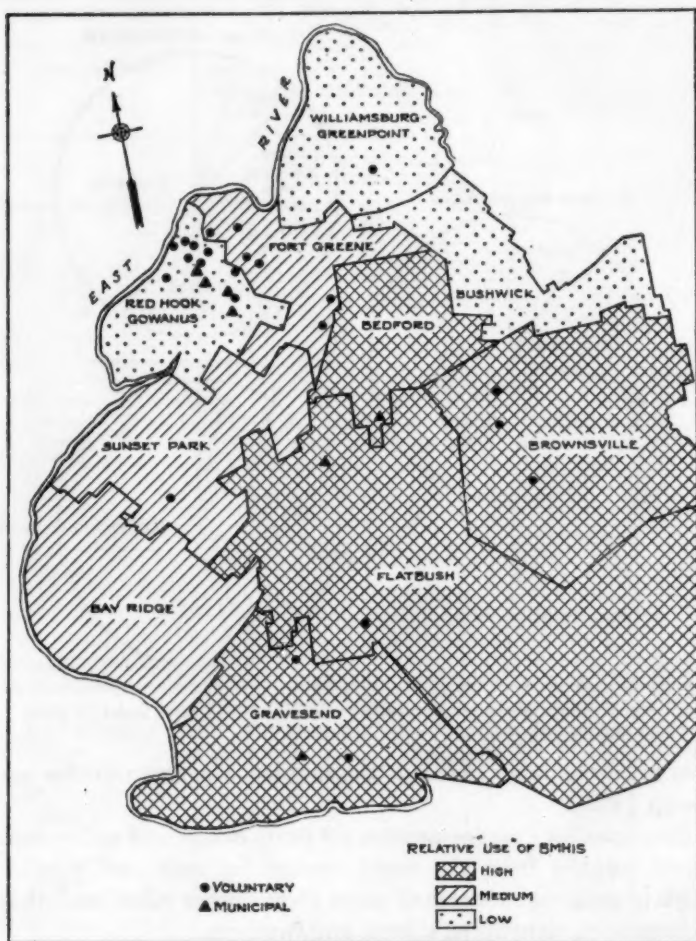 N
EAST
RIVER
WILLIAMSBURG-
GREENPOINT
FORT GREENE
BUSHWICK
RED HOOK-
GOWANUS
BEDFORD
SUNSET PARK
BROWNSVILLE
FLATBUSH
BAY RIDGE
GRAVESEND
RELATIVE "USE" OF BMHIS
HIGH
MEDIUM
LOW
VOLUNTARY
MUNICIPAL